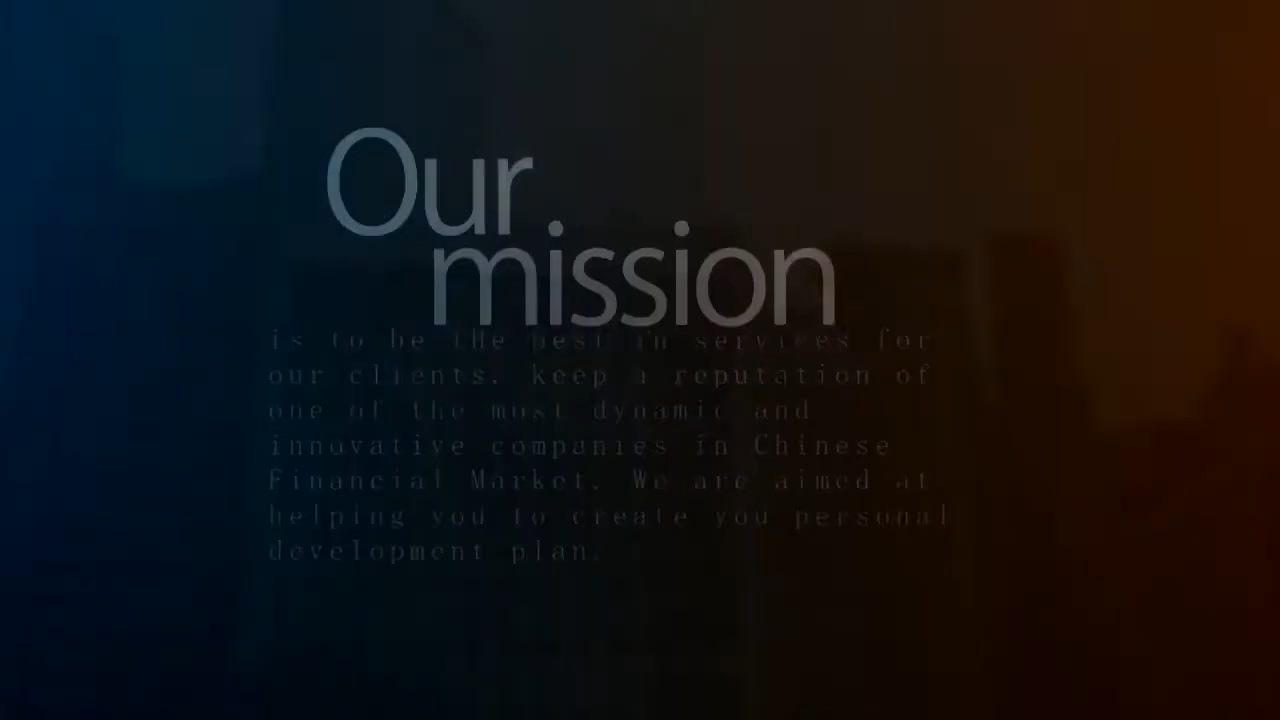 Our
mission
is to be the best in services for
our clients, keep a reputation of
one of the most dynamic and
innovative companies in Chinese
Financial Market. We are aimed at
helping you to create you personal
development plan.